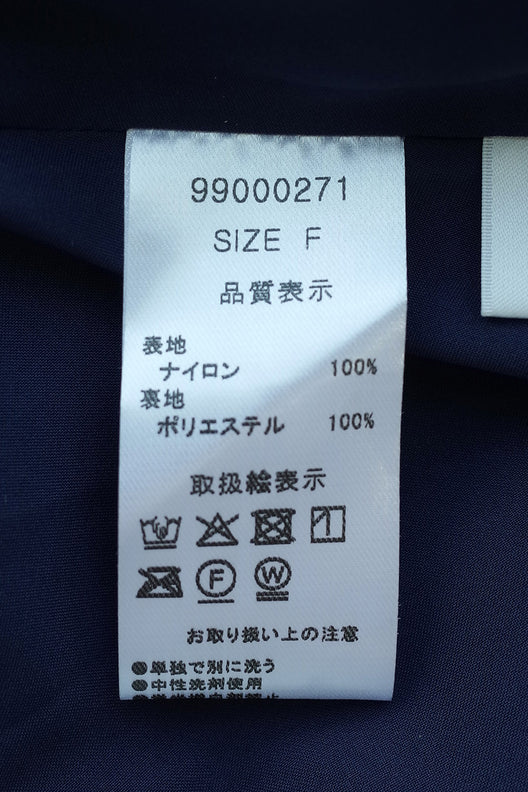 99000271
SIZE F
品質表示
表地
ナイロン 100%
裏地
ポリエステル 100%
取扱絵表示
F W
お取り扱い上の注意
●単独で別に洗う
●中性洗剤使用